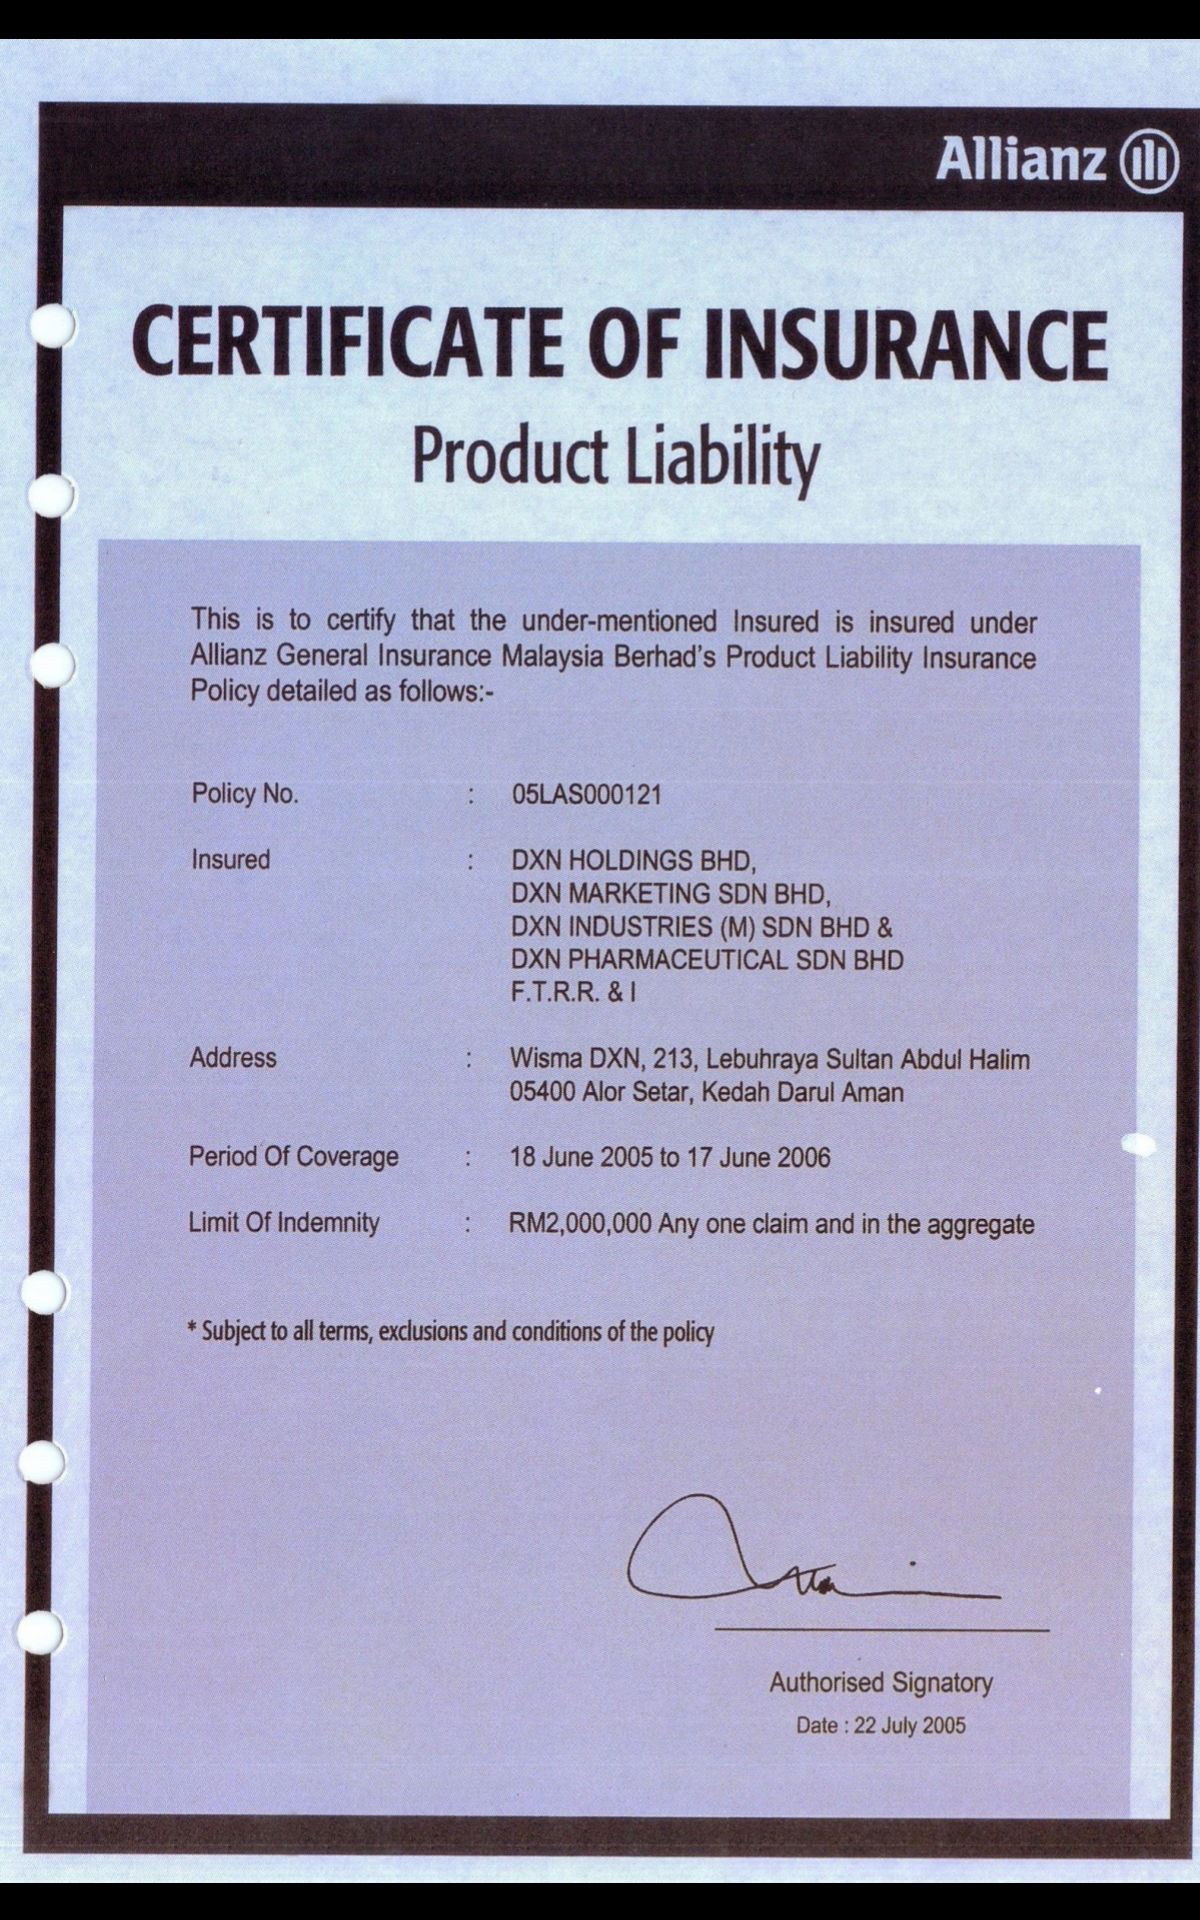 Allianz
CERTIFICATE OF INSURANCE
Product Liability
This is to certify that the under-mentioned Insured is insured under
Allianz General Insurance Malaysia Berhad's Product Liability Insurance
Policy detailed as follows:-
Policy No. : 05LAS000121
Insured : DXN HOLDINGS BHD,
DXN MARKETING SDN BHD,
DXN INDUSTRIES (M) SDN BHD &
DXN PHARMACEUTICAL SDN BHD
F.T.R.R. & I
Address : Wisma DXN, 213, Lebuhraya Sultan Abdul Halim
05400 Alor Setar, Kedah Darul Aman
Period Of Coverage : 18 June 2005 to 17 June 2006
Limit Of Indemnity : RM2,000,000 Any one claim and in the aggregate
* Subject to all terms, exclusions and conditions of the policy
Authorised Signatory
Date : 22 July 2005